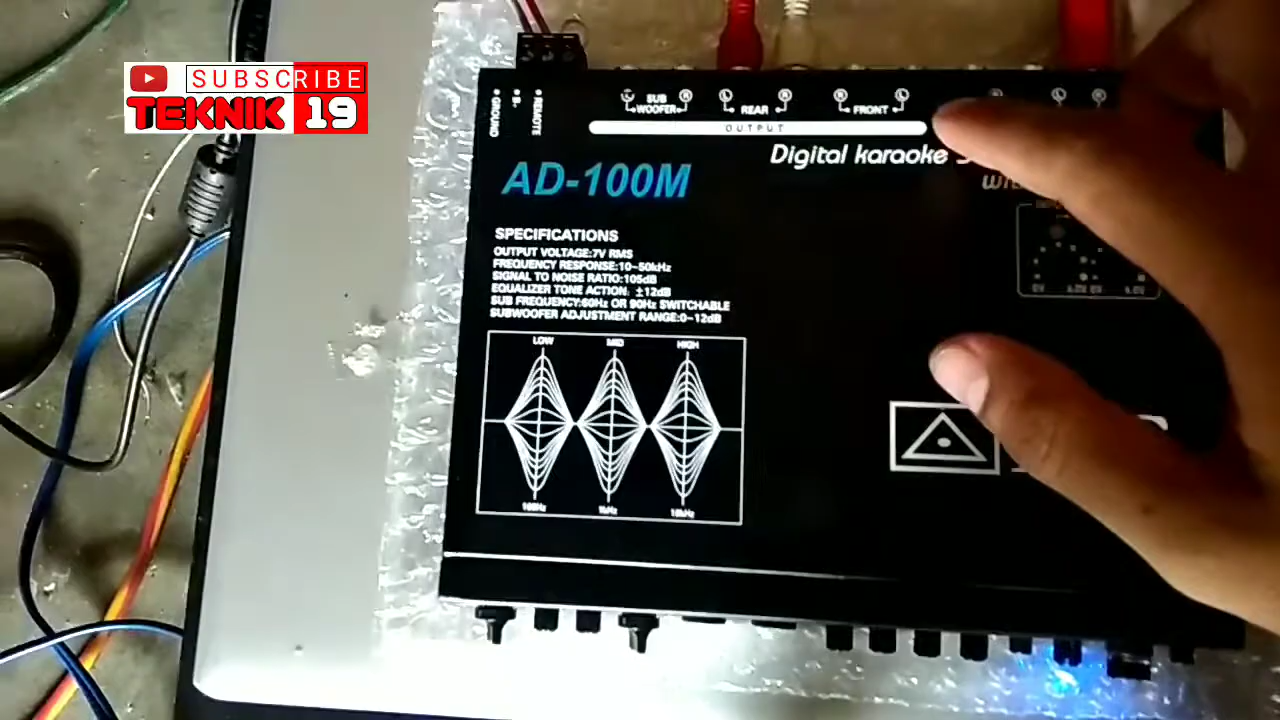 SUBSCRIBE
TEKNIK 19
GROUND
B+
REMOTE
SUB WOOFER
L R
REAR
L R
FRONT
L R
OUTPUT
Digital karaoke
AD-100M
SPECIFICATIONS
OUTPUT VOLTAGE:7V RMS
FREQUENCY RESPONSE:10~50kHz
SIGNAL TO NOISE RATIO:105dB
EQUALIZER TONE ACTION: ±12dB
SUB FREQUENCY:60Hz OR 90Hz SWITCHABLE
SUBWOOFER ADJUSTMENT RANGE:0~12dB
LOW MID HIGH
100Hz 1kHz 10kHz